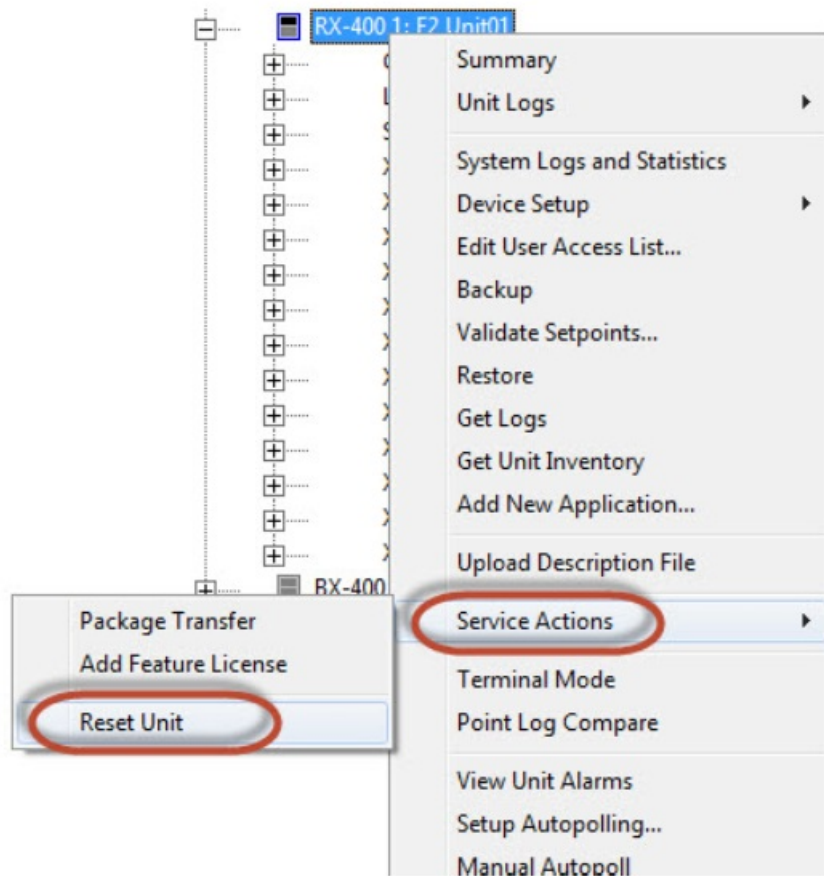 RX-400 1: E2 Unit01
Summary
Unit Logs
System Logs and Statistics
Device Setup
Edit User Access List...
Backup
Validate Setpoints...
Restore
Get Logs
Get Unit Inventory
Add New Application...
Upload Description File
RX-400
Service Actions
Package Transfer
Add Feature License
Reset Unit
Terminal Mode
Point Log Compare
View Unit Alarms
Setup Autopolling...
Manual Autopoll